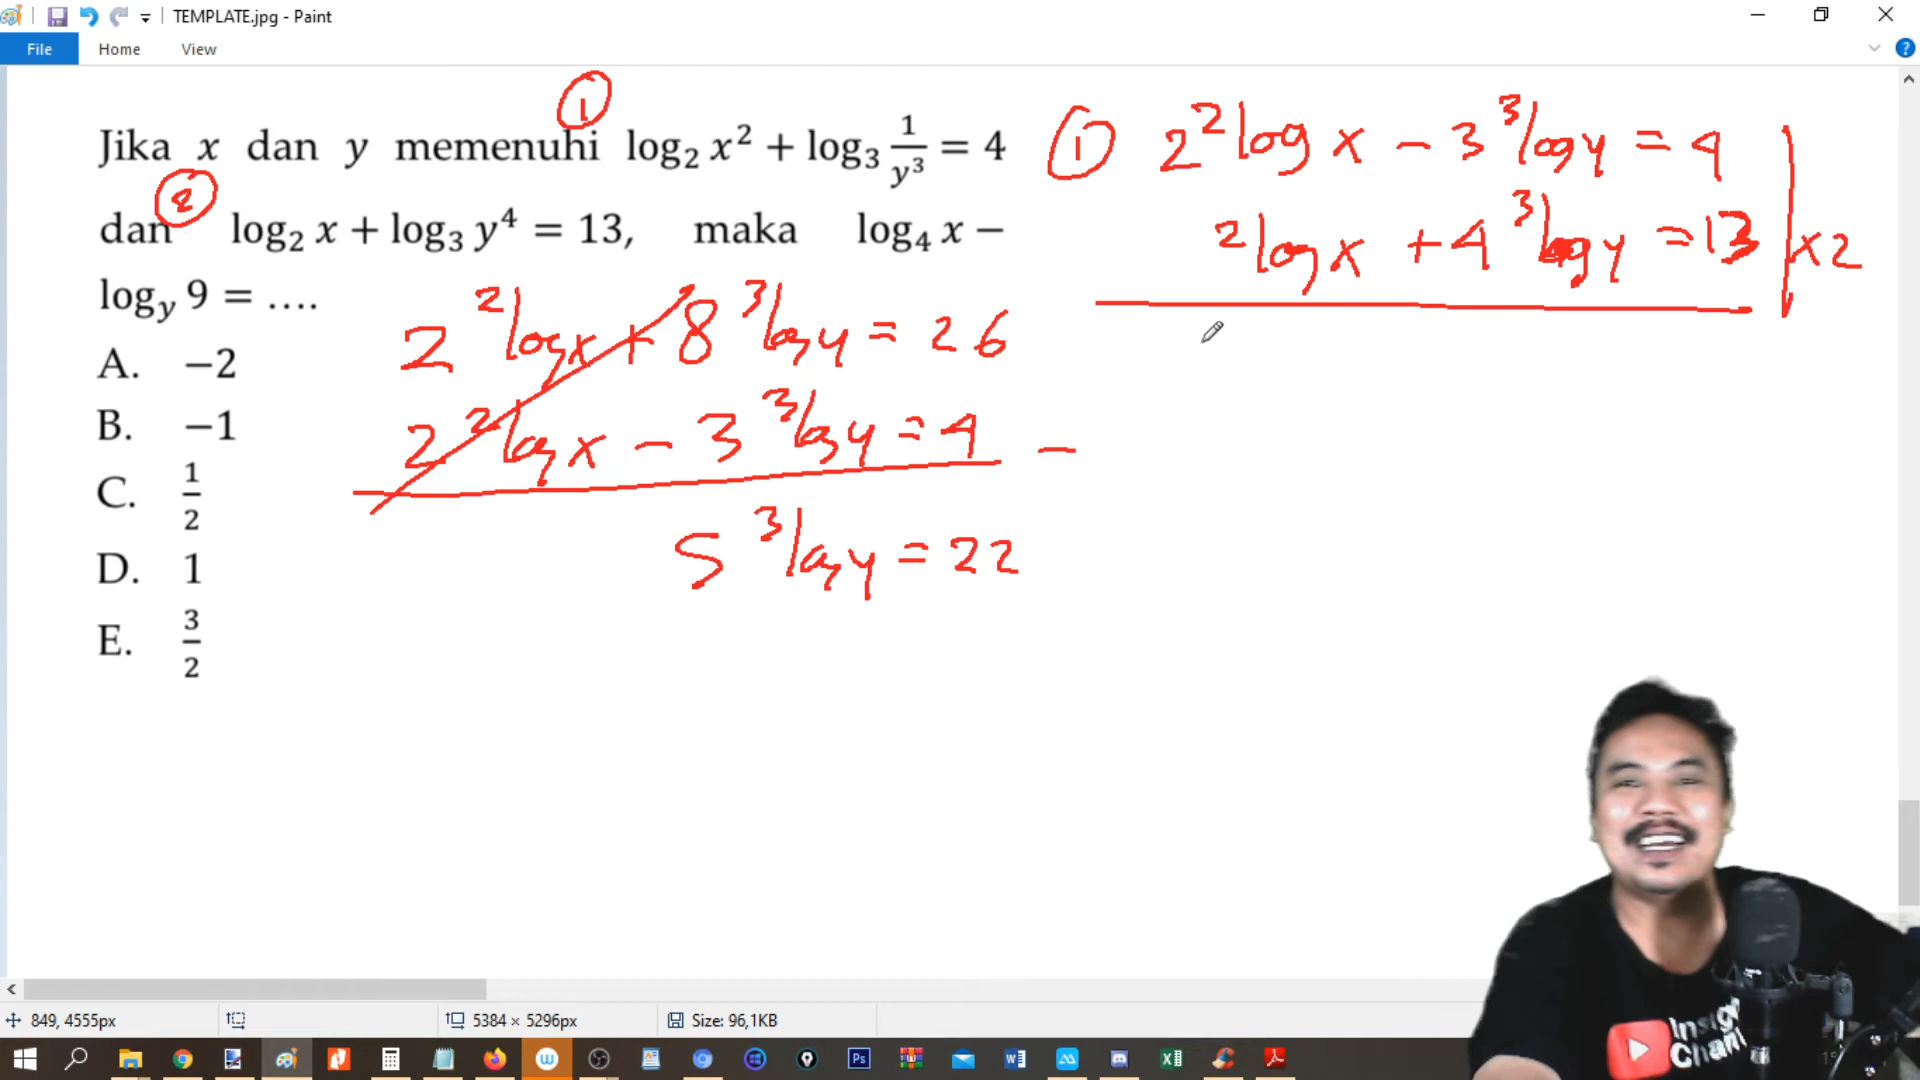 TEMPLATE.jpg - Paint
File Home View
①
Jika x dan y memenuhi log₂ x² + log₃ 1/y³ = 4
②
dan log₂ x + log₃ y⁴ = 13, maka log₄ x −
log_y 9 = ....
A. −2
B. −1
C. 1/2
D. 1
E. 3/2
2 ²log x + 8 ³log y = 26
2 ²log x − 3 ³log y = 4 −
5 ³log y = 22
① 2 ²log x − 3 ³log y = 4
²log x + 4 ³log y = 13 × 2
849, 4555px 5384 × 5296px Size: 96,1KB